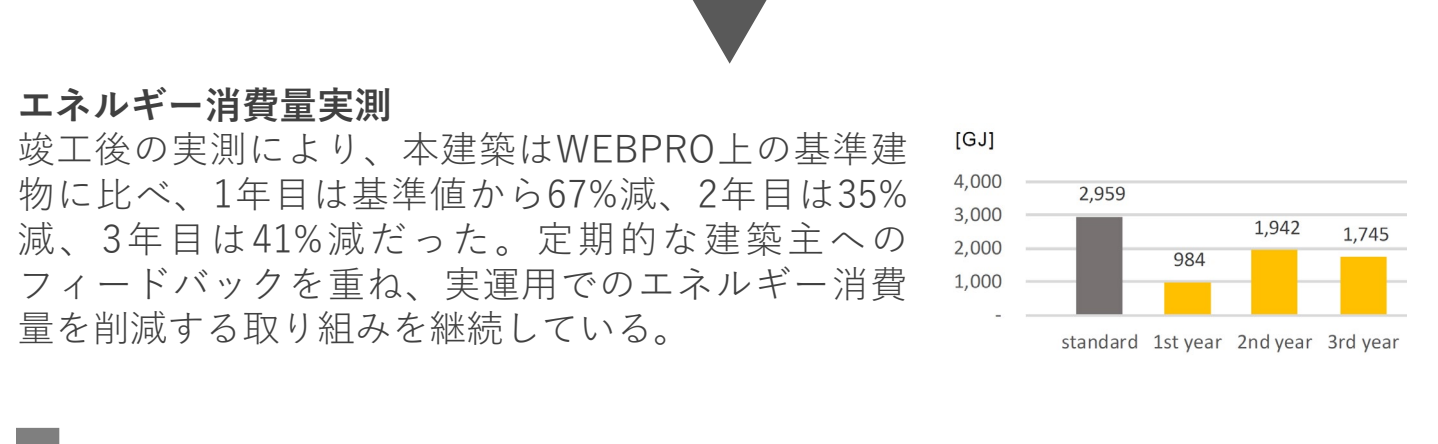 エネルギー消費量実測
竣工後の実測により、本建築はWEBPRO上の基準建
物に比べ、1年目は基準値から67%減、2年目は35%
減、3年目は41%減だった。定期的な建築主への
フィードバックを重ね、実運用でのエネルギー消費
量を削減する取り組みを継続している。
[GJ]
4,000
3,000
2,000
1,000
-
2,959
984
1,942
1,745
standard 1st year 2nd year 3rd year